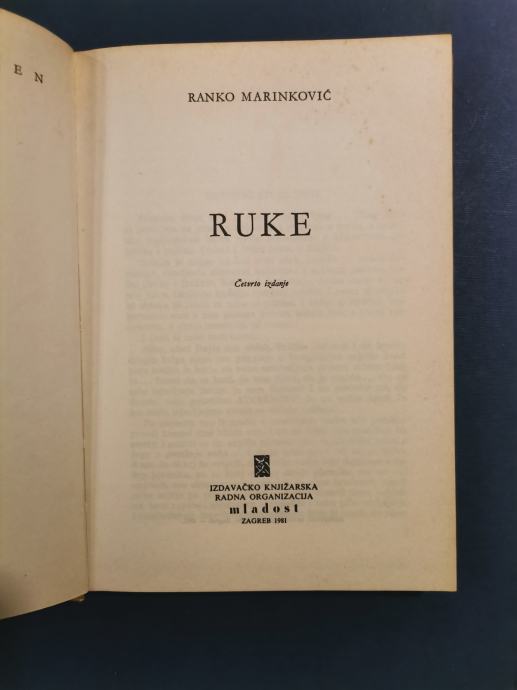 E N
RANKO MARINKOVIĆ
RUKE
Četvrto izdanje
IZDAVAČKO KNJIŽARSKA
RADNA ORGANIZACIJA
mladost
ZAGREB 1981